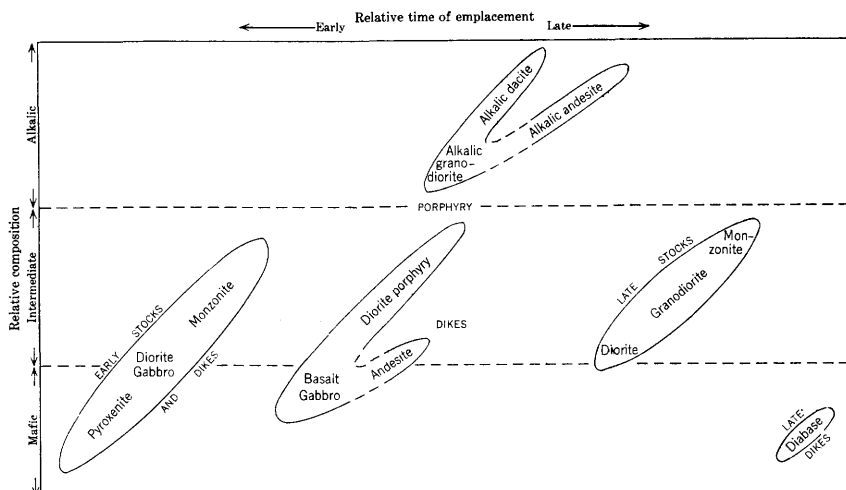 Relative time of emplacement
Early
Late
Relative composition
Alkalic
Intermediate
Mafic
Alkalic dacite
Alkalic andesite
Alkalic
grano-
diorite
PORPHYRY
EARLY STOCKS
Monzonite
Diorite
Gabbro
Pyroxenite
AND DIKES
Diorite porphyry
DIKES
Basalt
Gabbro
Andesite
LATE STOCKS
Mon-
zonite
Granodiorite
Diorite
LATE
Diabase
DIKES